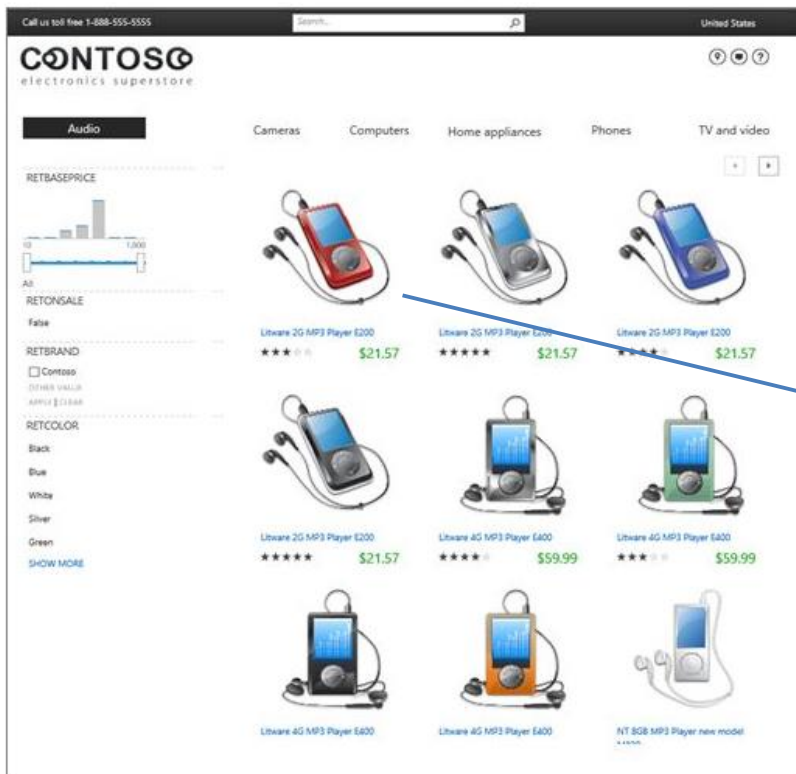 Call us toll free 1-888-555-5555
Search...
United States
CONTOSO
electronics superstore
Audio
Cameras
Computers
Home appliances
Phones
TV and video
RETBASEPRICE
10
1,000
All
RETONSALE
False
RETBRAND
Contoso
APPLY | CLEAR
RETCOLOR
Black
Blue
White
Silver
Green
SHOW MORE
Litware 2G MP3 Player E200
Litware 2G MP3 Player E200
Litware 2G MP3 Player E200
$21.57
$21.57
$21.57
Litware 2G MP3 Player E200
Litware 4G MP3 Player E400
Litware 4G MP3 Player E400
$21.57
$59.99
$59.99
Litware 4G MP3 Player E400
Litware 4G MP3 Player E400
NT 8GB MP3 Player new model